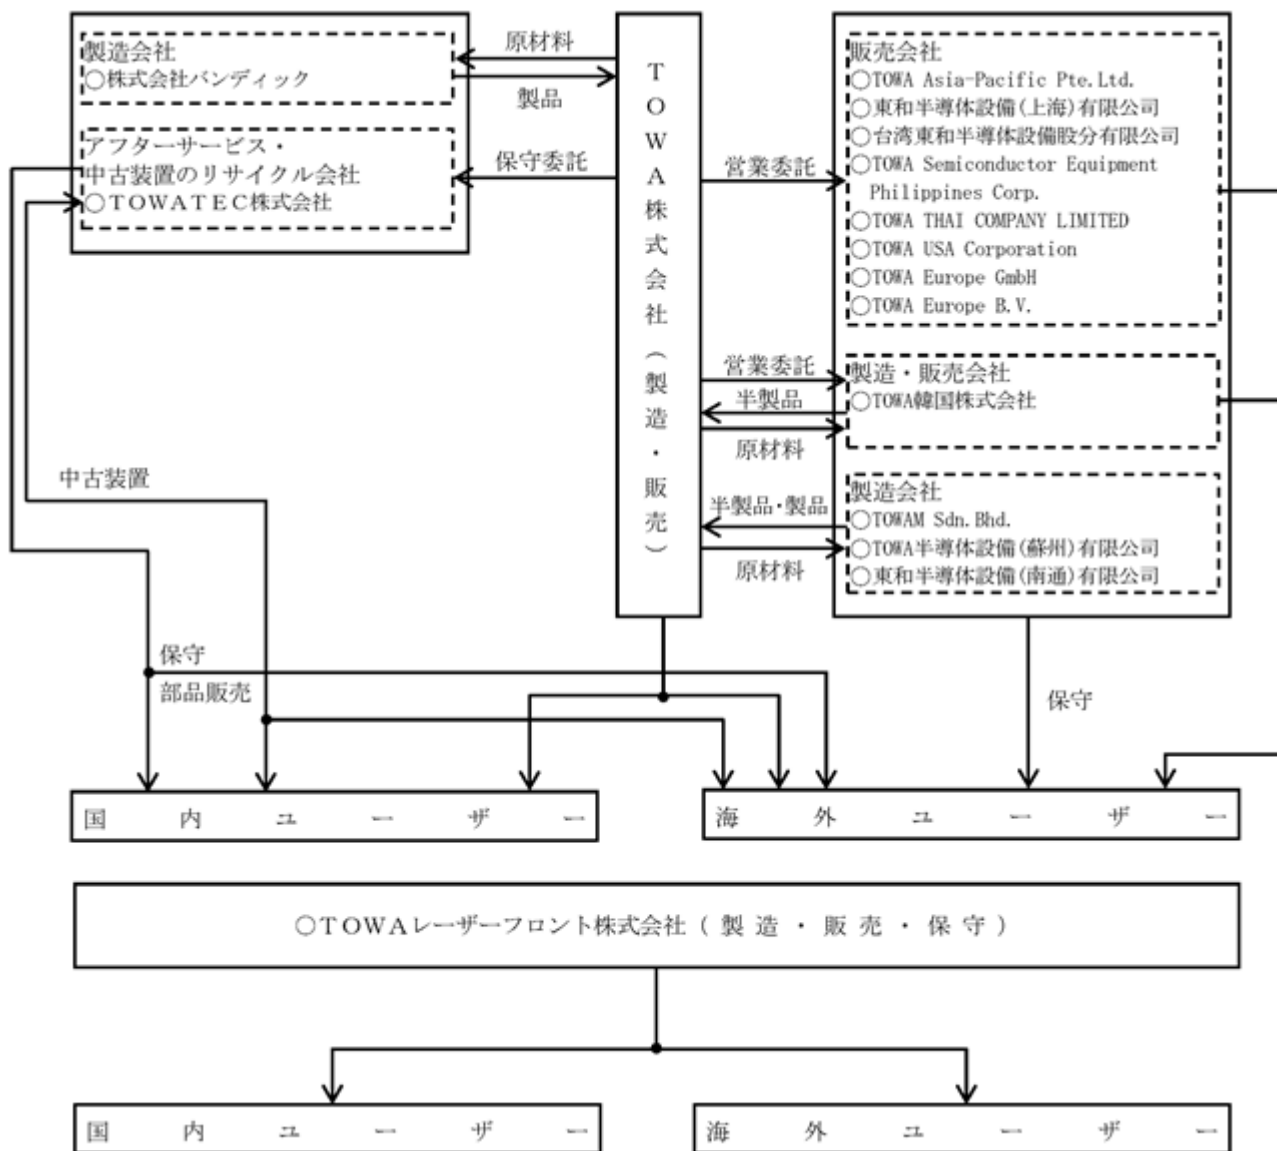 製造会社
○株式会社バンディック
アフターサービス・
中古装置のリサイクル会社
○ＴＯＷＡＴＥＣ株式会社
原材料
製品
保守委託
ＴＯＷＡ株式会社（製造・販売）
営業委託
販売会社
○TOWA Asia-Pacific Pte.Ltd.
○東和半導体設備(上海)有限公司
○台湾東和半導体設備股分有限公司
○TOWA Semiconductor Equipment
Philippines Corp.
○TOWA THAI COMPANY LIMITED
○TOWA USA Corporation
○TOWA Europe GmbH
○TOWA Europe B.V.
営業委託
半製品
原材料
製造・販売会社
○TOWA韓国株式会社
半製品・製品
原材料
製造会社
○TOWAM Sdn.Bhd.
○TOWA半導体設備(蘇州)有限公司
○東和半導体設備(南通)有限公司
中古装置
保守
部品販売
保守
国内ユーザー
海外ユーザー
○ＴＯＷＡレーザーフロント株式会社（製造・販売・保守）
国内ユーザー
海外ユーザー